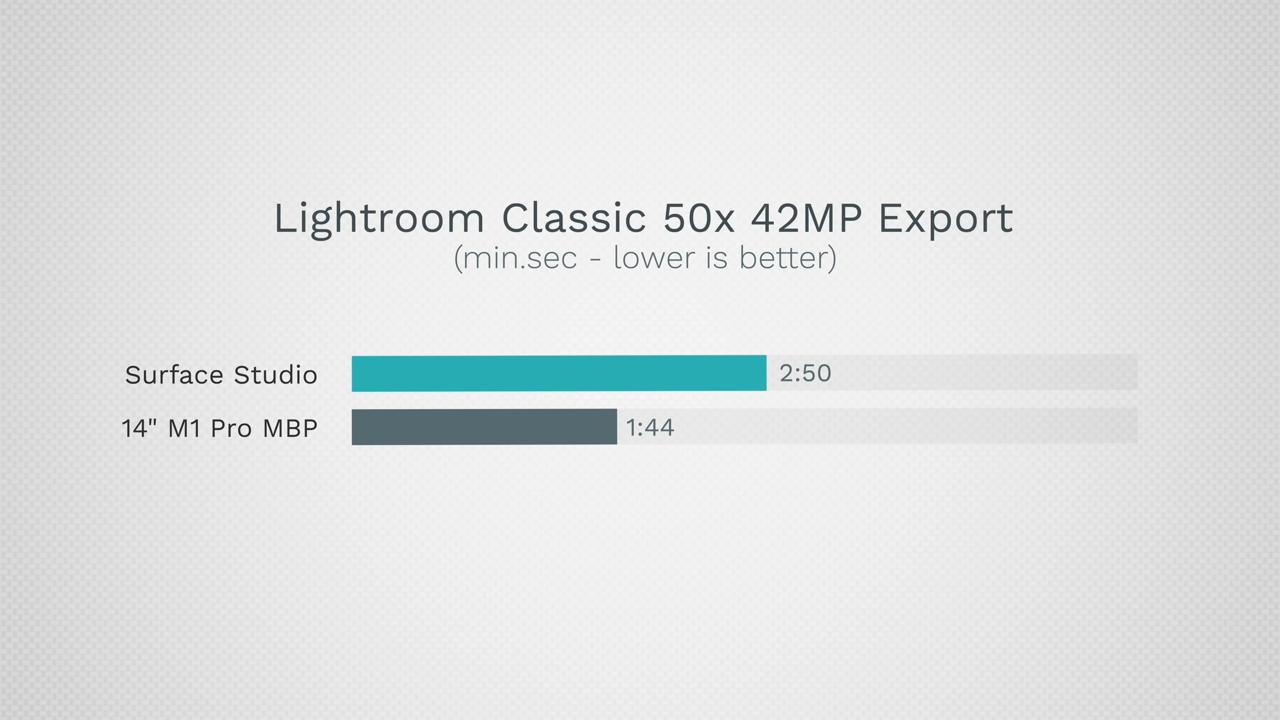 Lightroom Classic 50x 42MP Export
(min.sec - lower is better)
Surface Studio 2:50
14" M1 Pro MBP 1:44